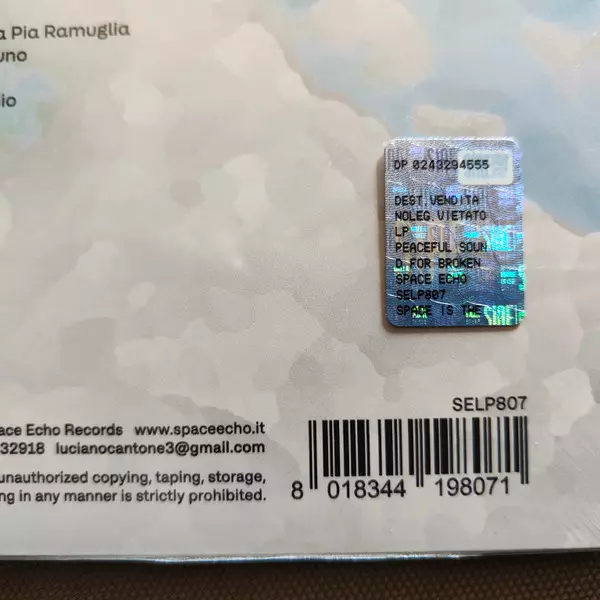 a Pia Ramuglia
uno
io
DP 0243294555
DEST.VENDITA
NOLEG.VIETATO
LP
PEACEFUL SOUN
D FOR BROKEN
SPACE ECHO
SELP807
SPACE IS THE
SELP807
ace Echo Records www.spaceecho.it
32918 lucianocantone3@gmail.com
unauthorized copying, taping, storage,
ng in any manner is strictly prohibited.
8 018344 198071